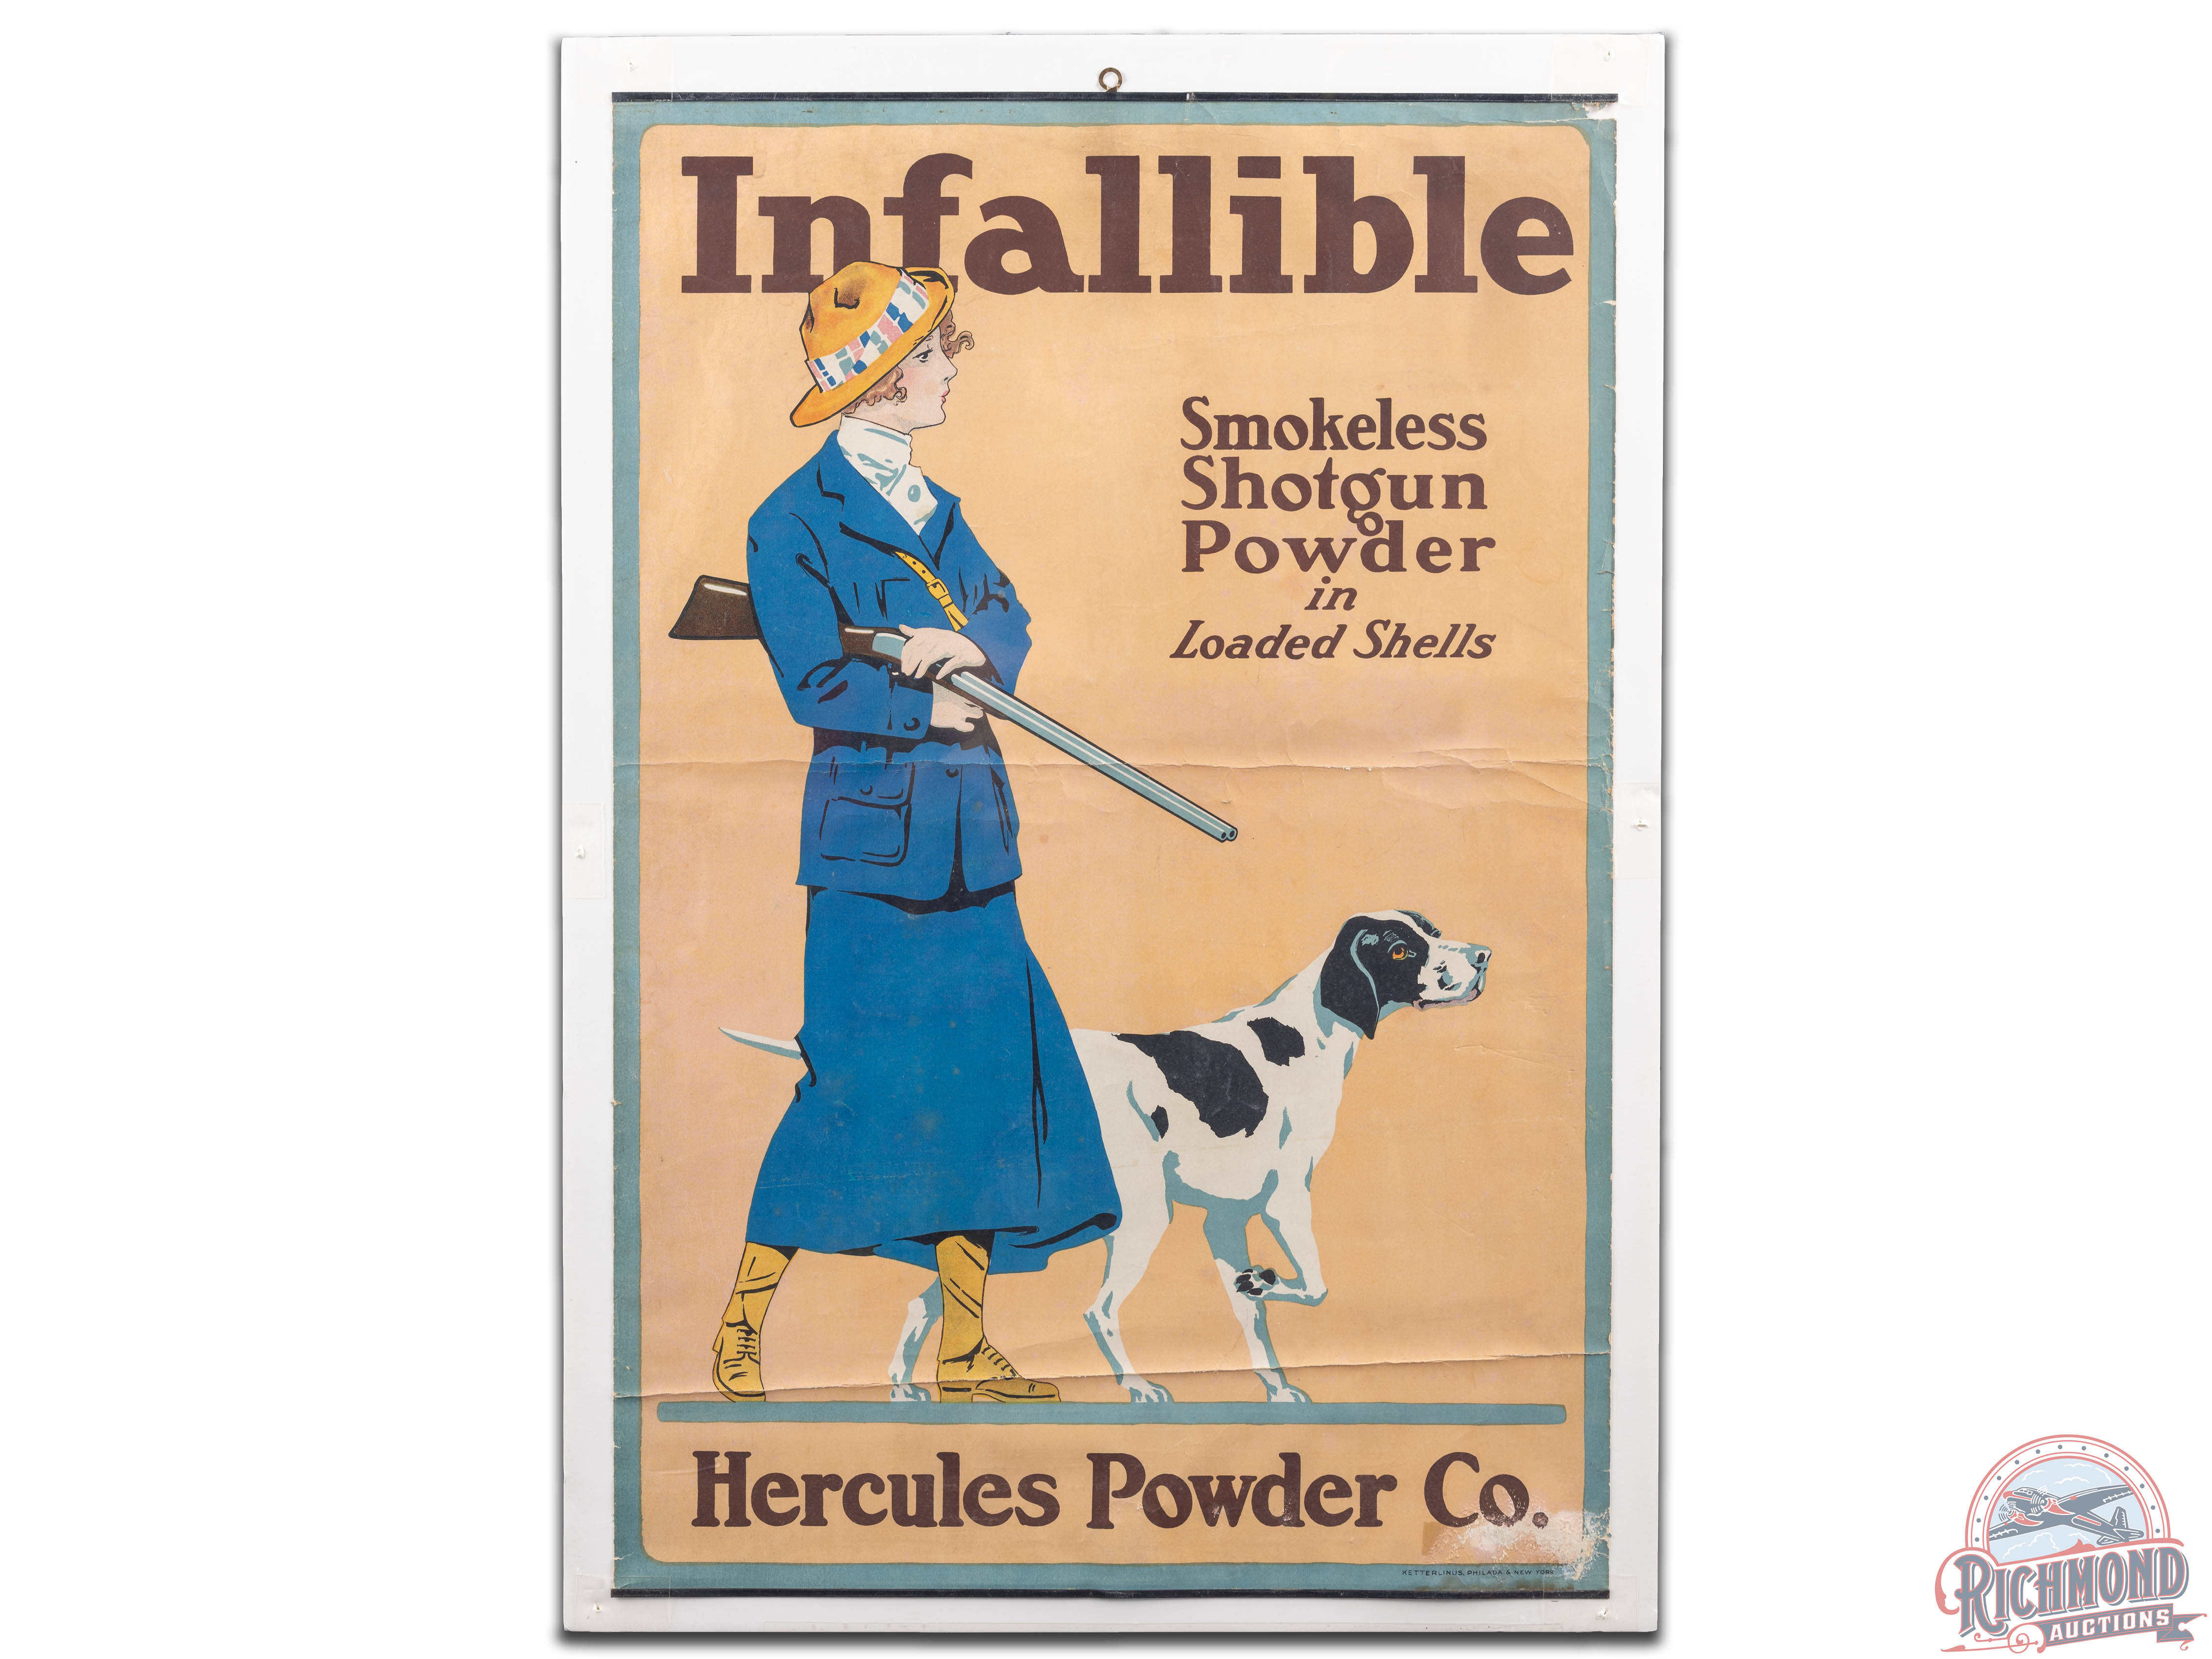 Infallible
Smokeless
Shotgun
Powder
in
Loaded Shells
Hercules Powder Co.
KETTERLINUS, PHILADA & NEW YORK
RICHMOND
AUCTIONS